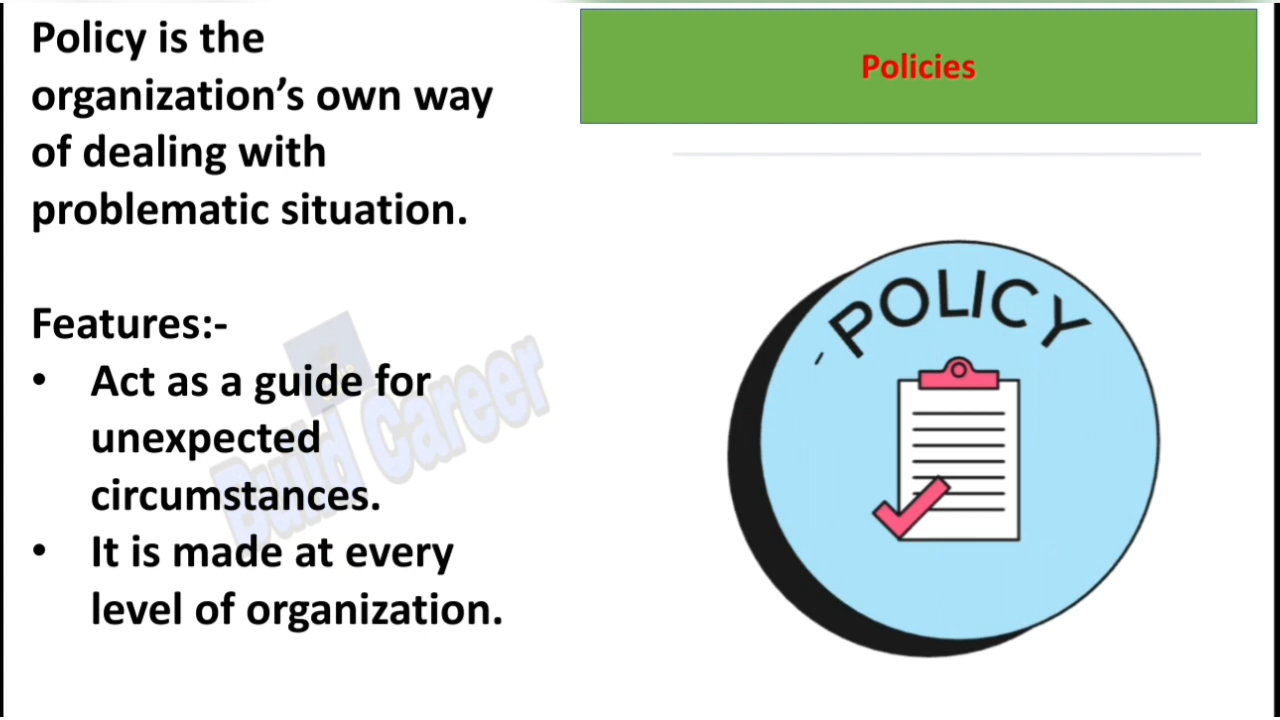 Policy is the
organization’s own way
of dealing with
problematic situation.
Features:-
• Act as a guide for
unexpected
circumstances.
• It is made at every
level of organization.
Build Career
Policies
POLICY